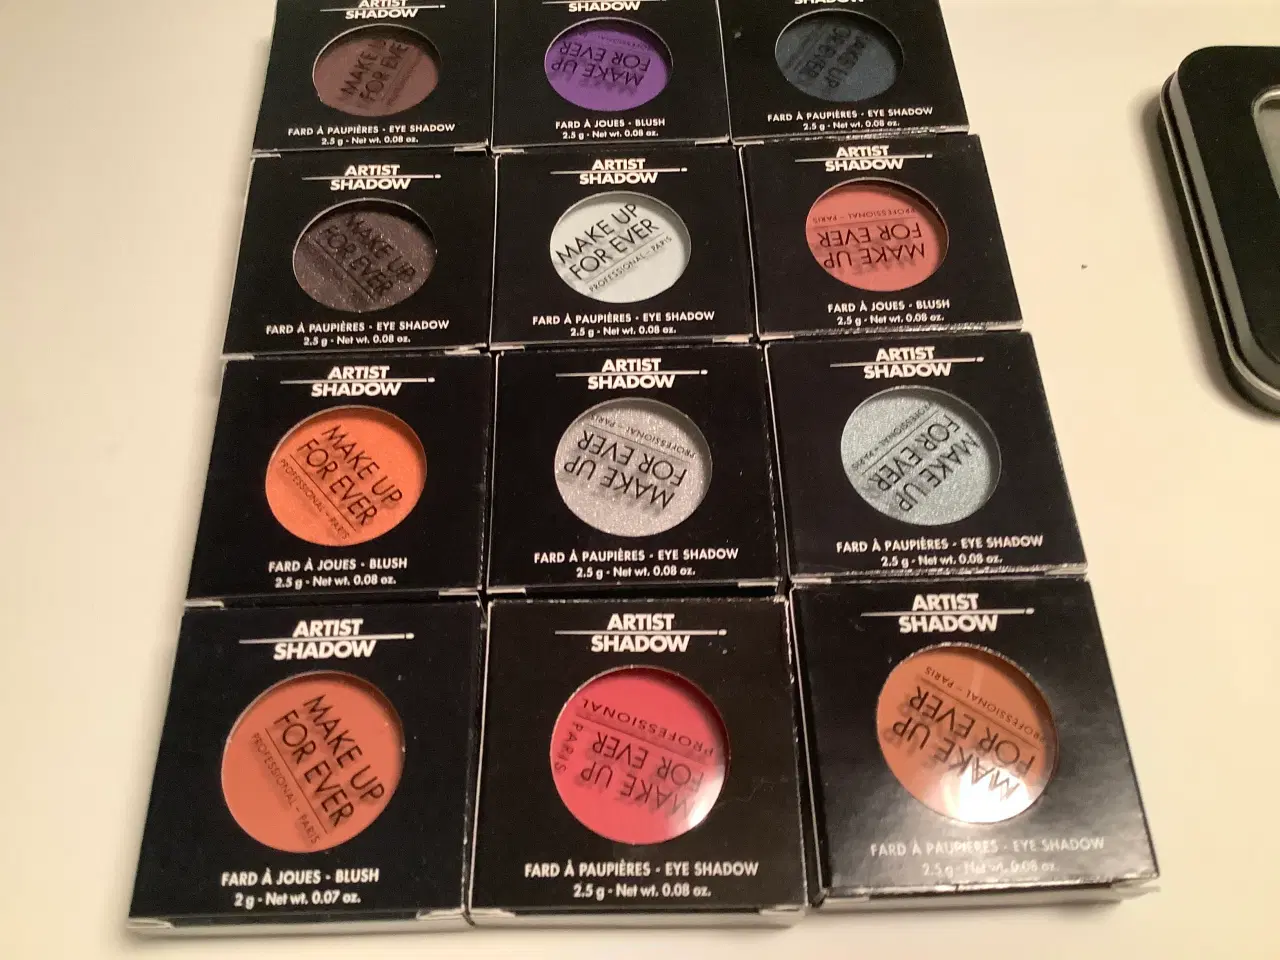 ARTIST
SHADOW
MAKE UP
FOR EVE
FARD À PAUPIÈRES - EYE SHADOW
2.5 g - Net wt. 0.08 oz.
SHADOW
MAKE UP
FOR EVER
PROFESSIONAL
FARD À JOUES - BLUSH
2.5 g - Net wt. 0.08 oz.
SHADOW
MAKE UP
FOR EVER
FARD À PAUPIÈRES - EYE SHADOW
2.5 g - Net wt. 0.08 oz.
ARTIST
SHADOW
MAKE UP
FOR EVER
FARD À PAUPIÈRES - EYE SHADOW
2.5 g - Net wt. 0.08 oz.
ARTIST
SHADOW
MAKE UP
FOR EVER
PROFESSIONAL - PARIS
FARD À PAUPIÈRES - EYE SHADOW
2.5 g - Net wt. 0.08 oz.
ARTIST
SHADOW
MAKE UP
FOR EVER
PROFESSIONAL - PARIS
FARD À JOUES - BLUSH
2.5 g - Net wt. 0.08 oz.
ARTIST
SHADOW
MAKE UP
FOR EVER
PROFESSIONAL - PARIS
FARD À JOUES - BLUSH
2.5 g - Net wt. 0.08 oz.
ARTIST
SHADOW
MAKE UP
FOR EVER
PROFESSIONAL - PARIS
FARD À PAUPIÈRES - EYE SHADOW
2.5 g - Net wt. 0.08 oz.
ARTIST
SHADOW
MAKE UP
FOR EVER
PROFESSIONAL - PARIS
FARD À PAUPIÈRES - EYE SHADOW
2.5 g - Net wt. 0.08 oz.
ARTIST
SHADOW
MAKE UP
FOR EVER
PROFESSIONAL - PARIS
FARD À JOUES - BLUSH
2 g - Net wt. 0.07 oz.
ARTIST
SHADOW
MAKE UP
FOR EVER
PROFESSIONAL
PARIS
FARD À PAUPIÈRES - EYE SHADOW
2.5 g - Net wt. 0.08 oz.
ARTIST
SHADOW
MAKE UP
FOR EVER
PROFESSIONAL - PARIS
FARD À PAUPIÈRES - EYE SHADOW
2.5 g - Net wt. 0.08 oz.